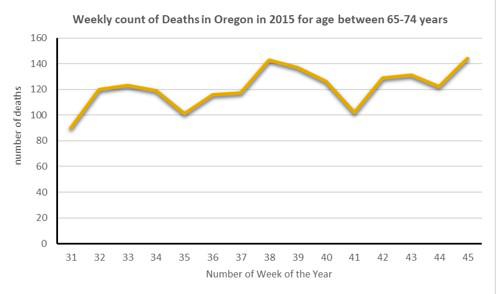 Weekly count of Deaths in Oregon in 2015 for age between 65-74 years
number of deaths
160
140
120
100
80
60
40
20
0
31 32 33 34 35 36 37 38 39 40 41 42 43 44 45
Number of Week of the Year